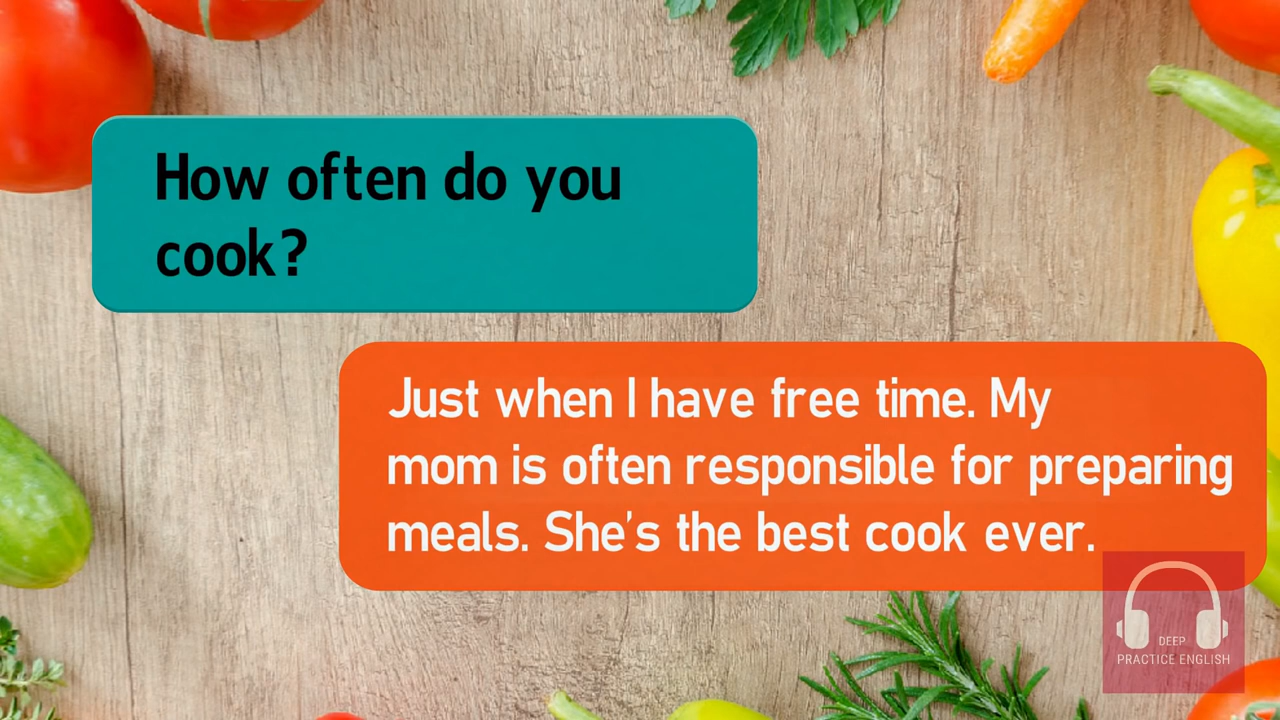 How often do you
cook?
Just when I have free time. My
mom is often responsible for preparing
meals. She's the best cook ever.
DEEP
PRACTICE ENGLISH